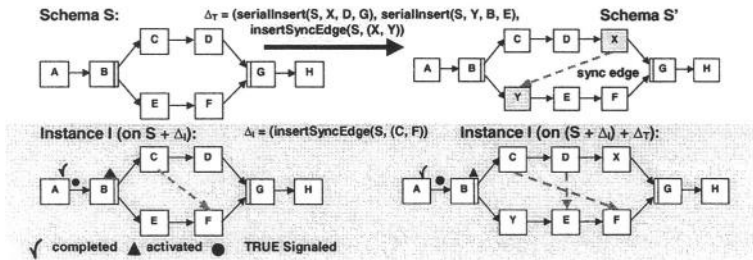 Schema S:
ΔT = (serialInsert(S, X, D, G), serialInsert(S, Y, B, E),
insertSyncEdge(S, (X, Y))
Schema S'
C D
A B G H
E F
C D X
A B G H
sync edge
Y E F
Instance I (on S + ΔI):
ΔI = (insertSyncEdge(S, (C, F))
Instance I (on (S + ΔI) + ΔT):
C D
A B G H
E F
C D X
A B G H
Y E F
completed activated TRUE Signaled